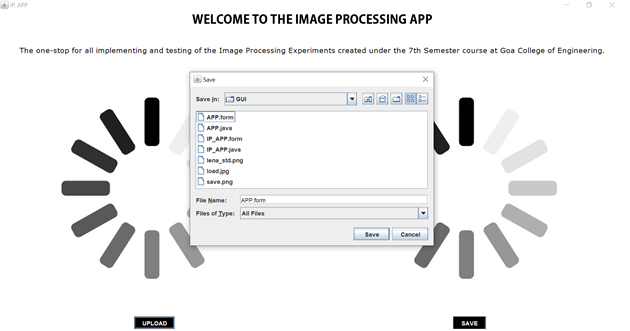 IP_APP
WELCOME TO THE IMAGE PROCESSING APP
The one-stop for all implementing and testing of the Image Processing Experiments created under the 7th Semester course at Goa College of Engineering.
Save
Save In: GUI
APP.form
APP.java
IP_APP.form
IP_APP.java
lena_std.png
load.jpg
save.png
File Name: APP.form
Files of Type: All Files
Save Cancel
UPLOAD SAVE